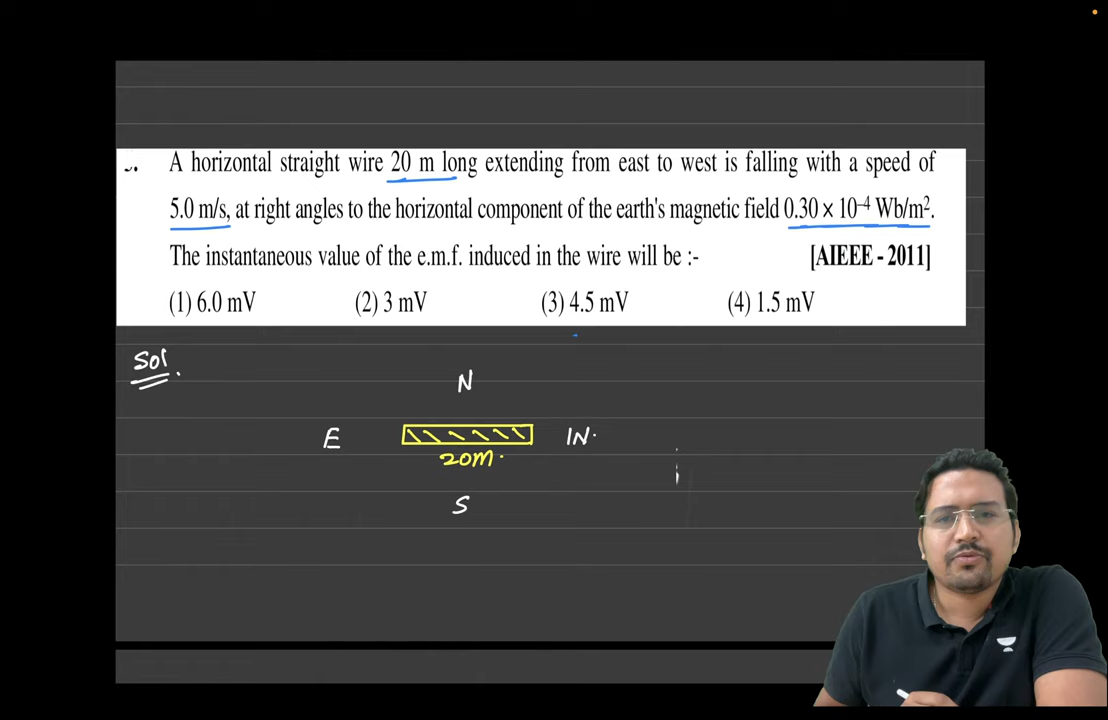 A horizontal straight wire 20 m long extending from east to west is falling with a speed of
5.0 m/s, at right angles to the horizontal component of the earth's magnetic field 0.30 × 10⁻⁴ Wb/m².
The instantaneous value of the e.m.f. induced in the wire will be :- [AIEEE - 2011]
(1) 6.0 mV (2) 3 mV (3) 4.5 mV (4) 1.5 mV
Sol.
N
E W
20M.
S